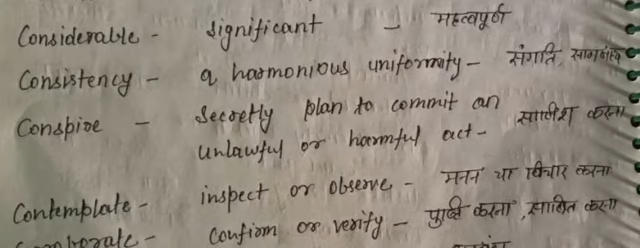 Considerable - significant - महत्वपूर्ण
Consistency - a harmonious uniformity - संगति,
Conspire - Secretly plan to commit an
unlawful or harmful act - साजिश करना
Contemplate - inspect or observe - मनन या विचार करना
confirm or verify - पुष्टि करना, साबित करना